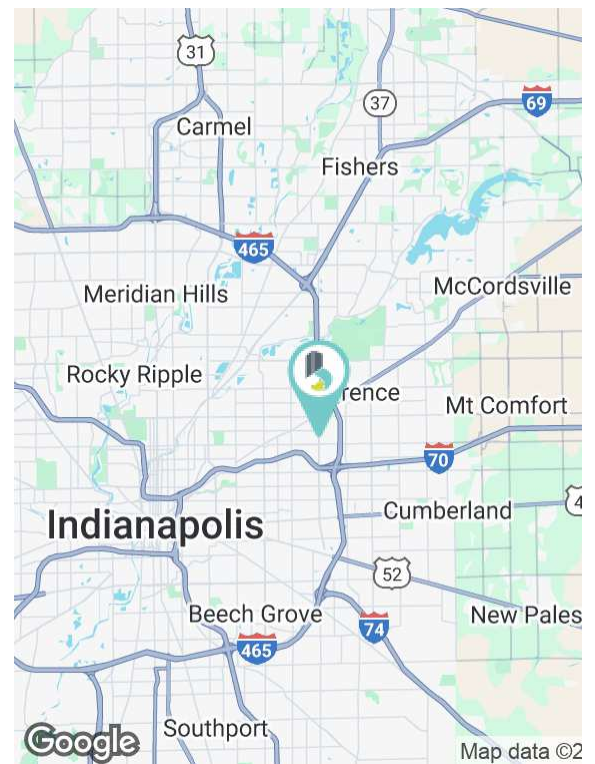 31
Carmel
37
69
Fishers
465
McCordsville
Meridian Hills
Rocky Ripple
rence
Mt Comfort
70
Cumberland
4
Indianapolis
52
Beech Grove
New Pales
74
465
Southport
Google
Map data ©2